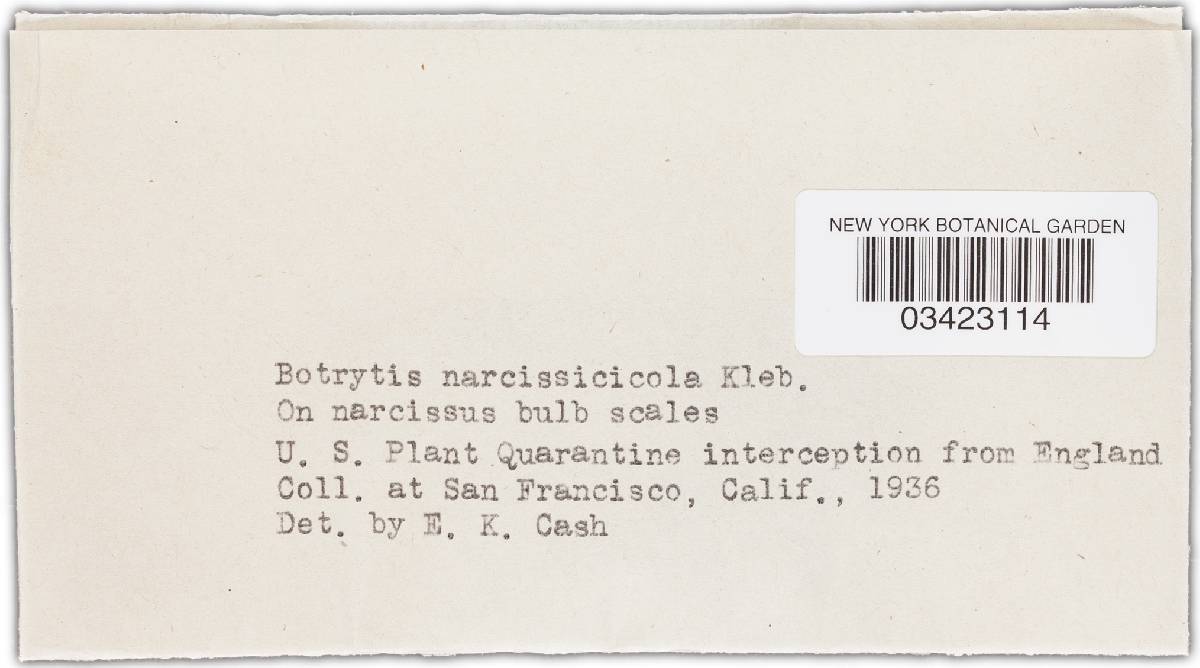 NEW YORK BOTANICAL GARDEN
03423114
Botrytis narcissicicola Kleb.
On narcissus bulb scales
U. S. Plant Quarantine interception from England
Coll. at San Francisco, Calif., 1936
Det. by E. K. Cash